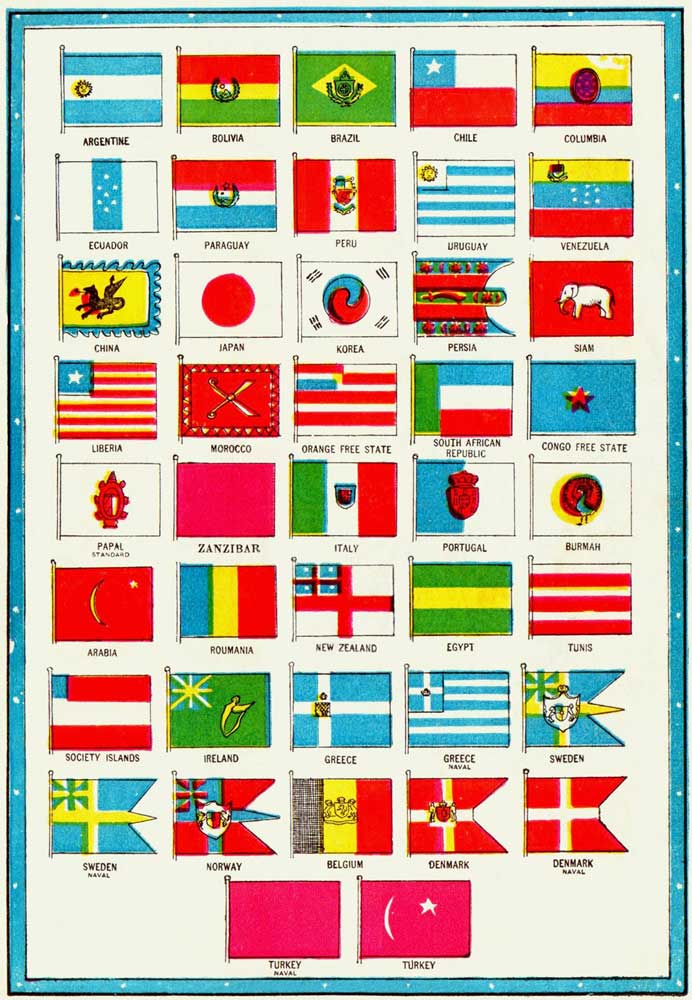 ARGENTINE
BOLIVIA
BRAZIL
CHILE
COLUMBIA
ECUADOR
PARAGUAY
PERU
URUGUAY
VENEZUELA
CHINA
JAPAN
KOREA
PERSIA
SIAM
LIBERIA
MOROCCO
ORANGE FREE STATE
SOUTH AFRICAN
REPUBLIC
CONGO FREE STATE
PAPAL
STANDARD
ZANZIBAR
ITALY
PORTUGAL
BURMAH
ARABIA
ROUMANIA
NEW ZEALAND
EGYPT
TUNIS
SOCIETY ISLANDS
IRELAND
GREECE
GREECE
NAVAL
SWEDEN
SWEDEN
NAVAL
NORWAY
BELGIUM
DENMARK
DENMARK
NAVAL
TURKEY
NAVAL
TURKEY